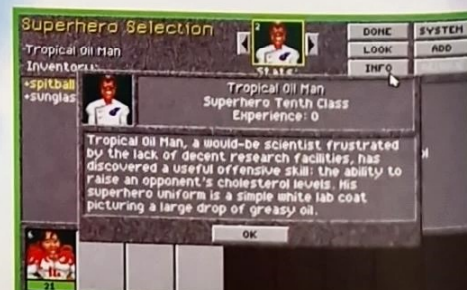 Superhero Selection
Tropical Oil Man
Inventory:
+spitball
+sunglas
2
State:
DONE
SYSTEM
LOOK
ADD
INFO
Tropical Oil Man
Superhero Tenth Class
Experience: 0
Tropical Oil Man, a would-be scientist frustrated
by the lack of decent research facilities, has
discovered a useful offensive skill: the ability to
raise an opponent's cholesterol levels. His
superhero uniform is a simple white lab coat
picturing a large drop of greasy oil.
OK
21